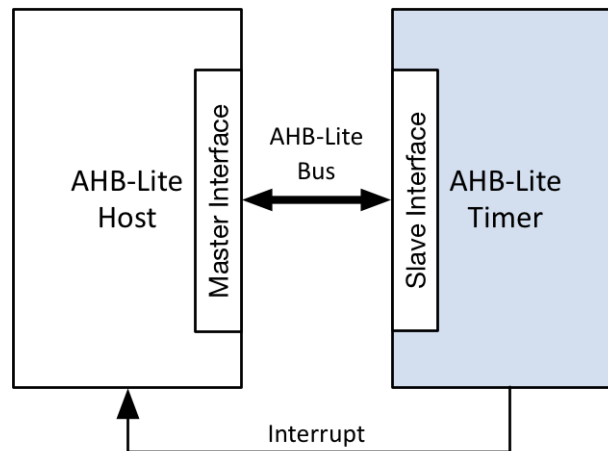 AHB-Lite
Host
Master Interface
AHB-Lite
Bus
Slave Interface
AHB-Lite
Timer
Interrupt